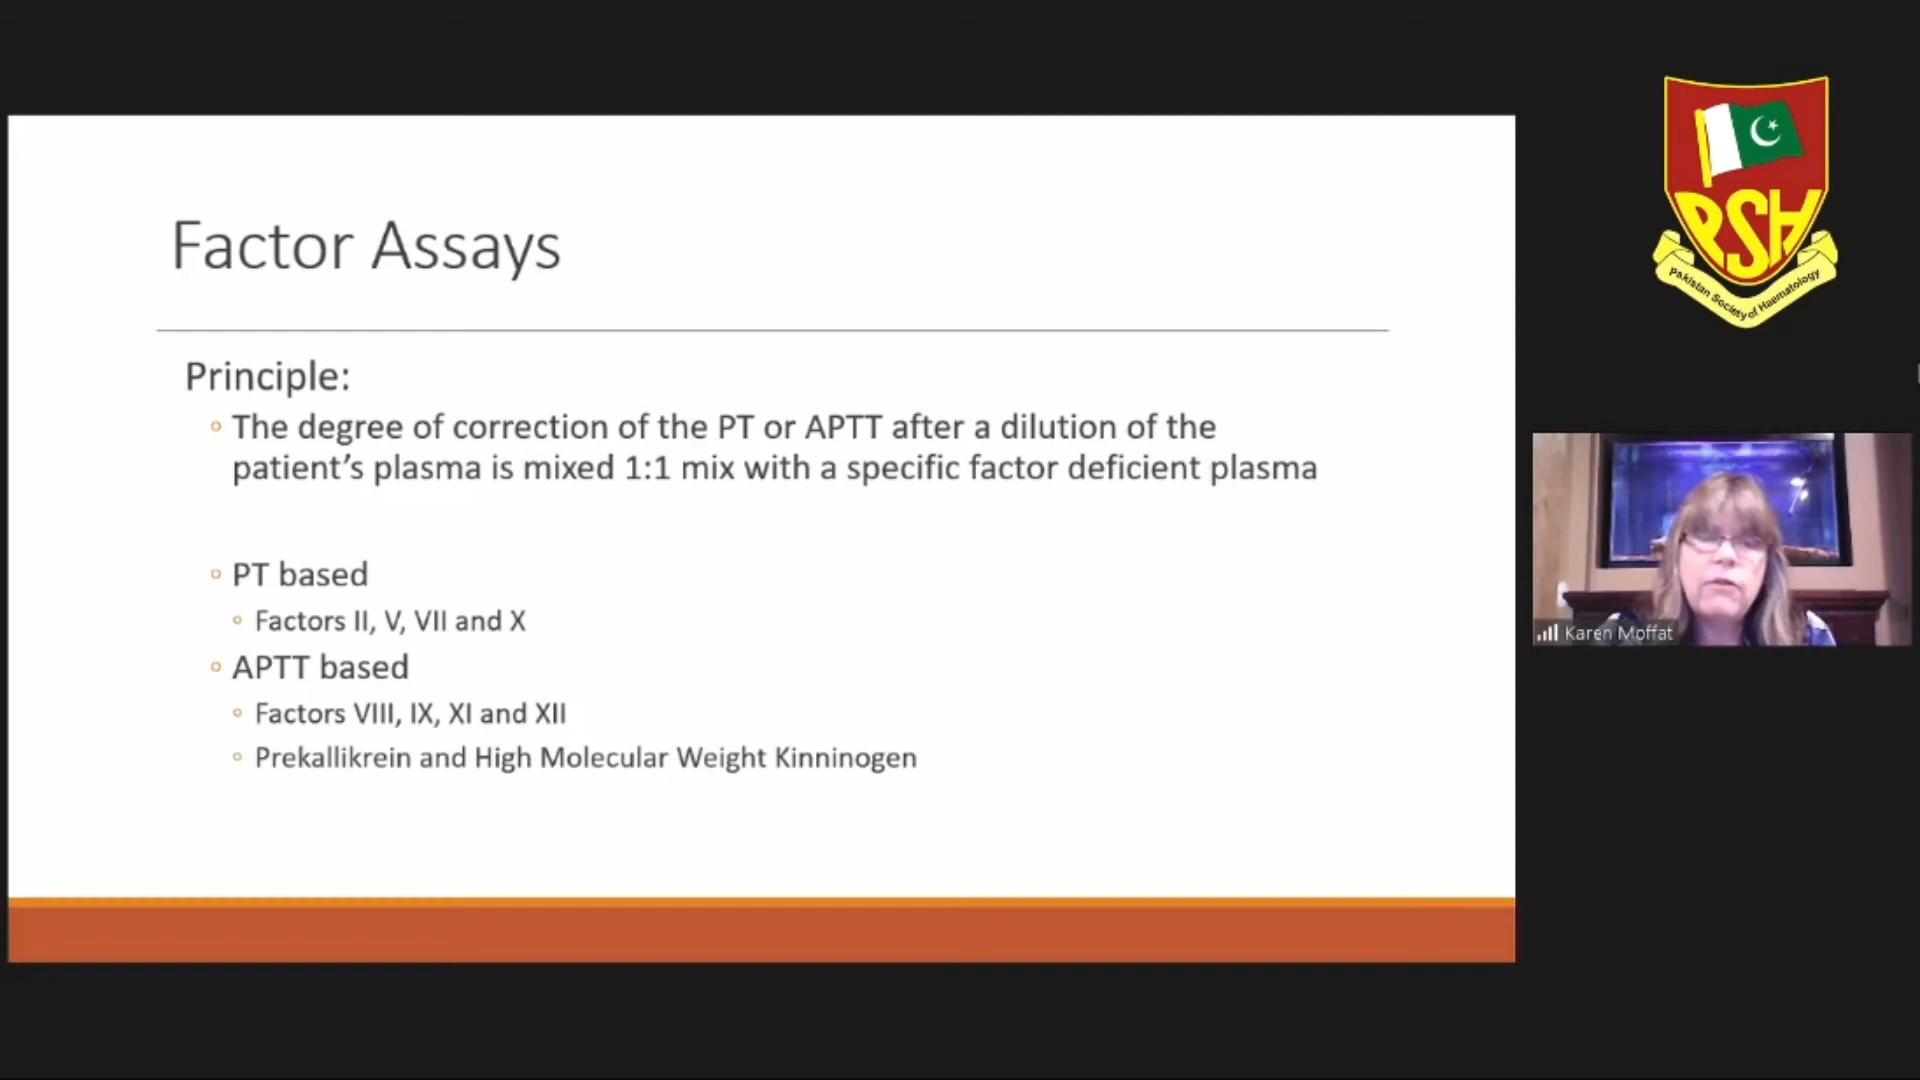 Factor Assays
Principle:
◦ The degree of correction of the PT or APTT after a dilution of the
patient’s plasma is mixed 1:1 mix with a specific factor deficient plasma
◦ PT based
◦ Factors II, V, VII and X
◦ APTT based
◦ Factors VIII, IX, XI and XII
◦ Prekallikrein and High Molecular Weight Kinninogen
PSH
Pakistan Society of Haematology
Karen Moffat